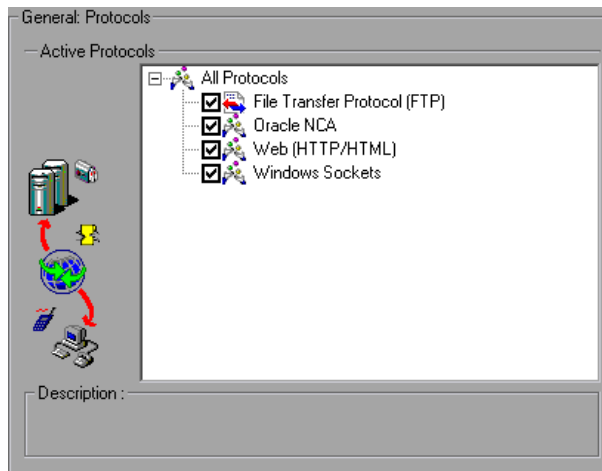 General: Protocols
Active Protocols
All Protocols
File Transfer Protocol (FTP)
Oracle NCA
Web (HTTP/HTML)
Windows Sockets
Description :